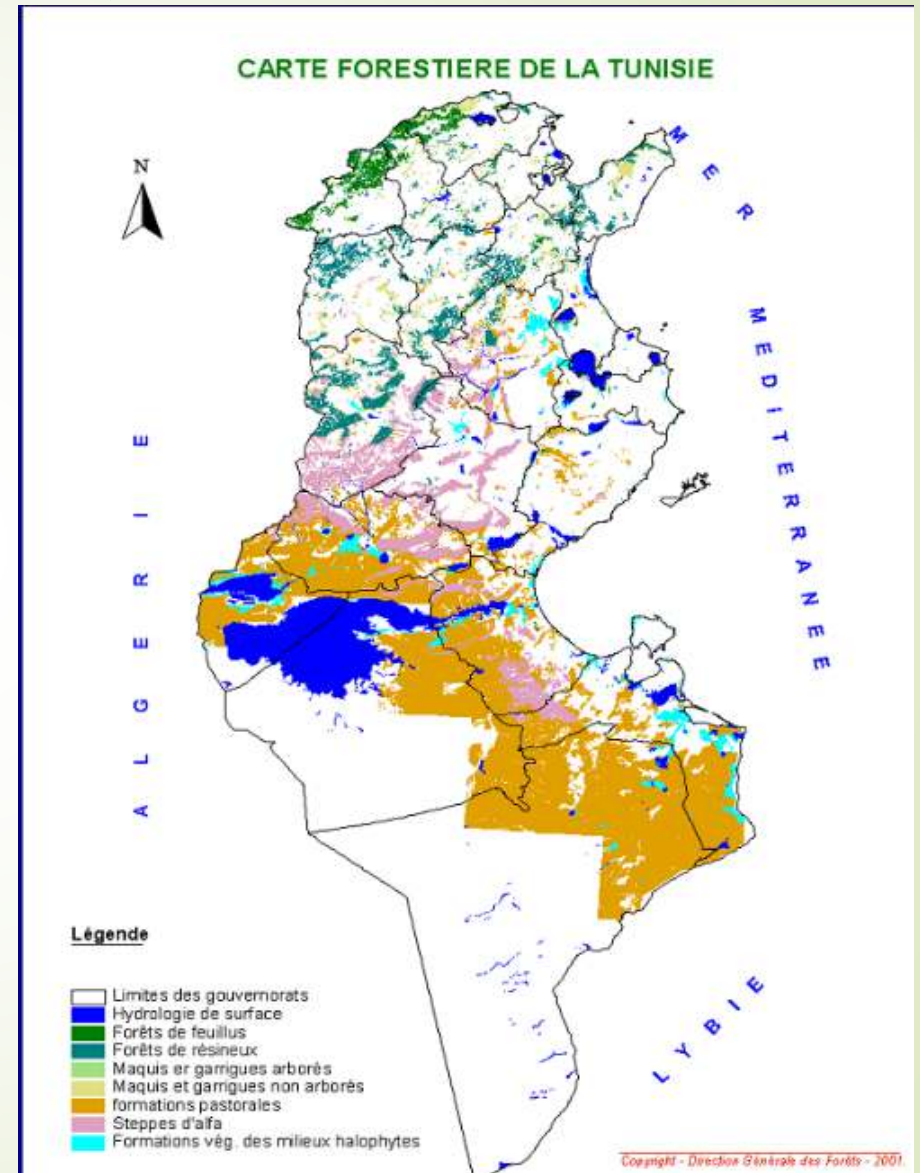 CARTE FORESTIERE DE LA TUNISIE
N
MER MEDITERRANEE
ALGERIE
LYBIE
Légende
Limites des gouvernorats
Hydrologie de surface
Forêts de feuillus
Forêts de résineux
Maquis er garrigues arborés
Maquis et garrigues non arborés
formations pastorales
Steppes d'alfa
Formations vég. des milieux halophytes
Copyright - Direction Générale des Forêts - 2001